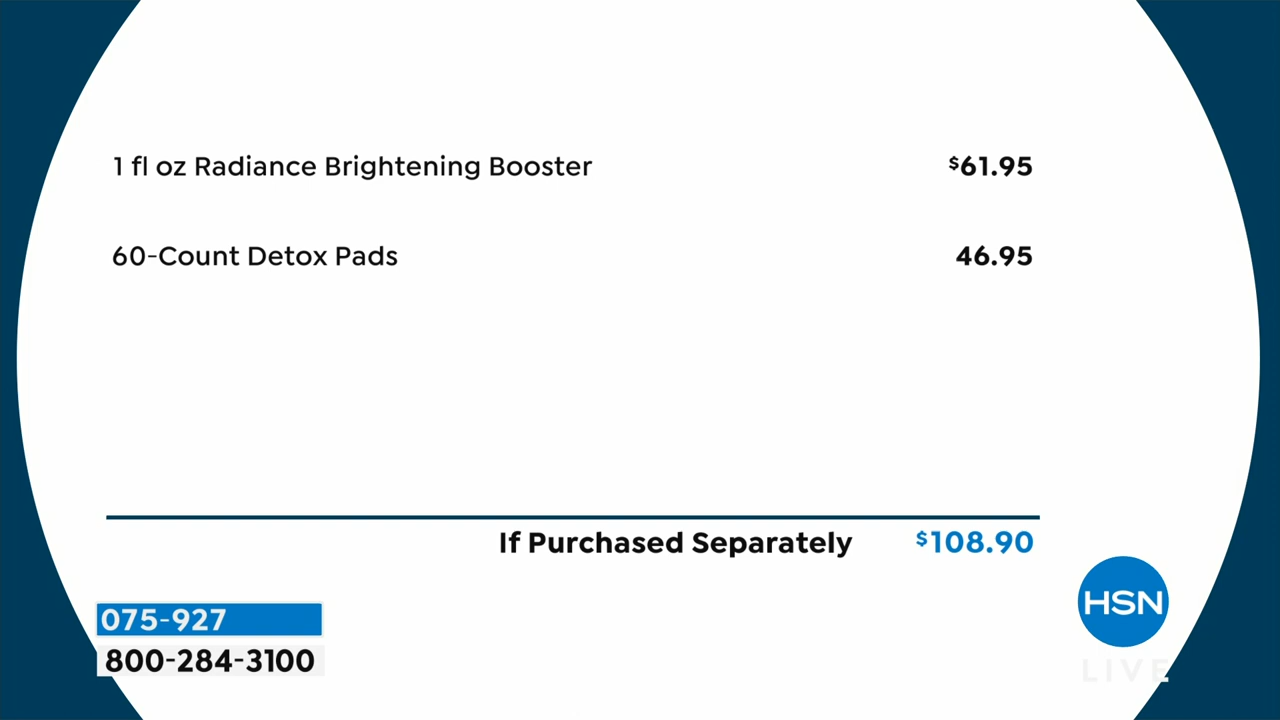 1 fl oz Radiance Brightening Booster $61.95
60-Count Detox Pads 46.95
If Purchased Separately $108.90
075-927
800-284-3100
HSN
LIVE